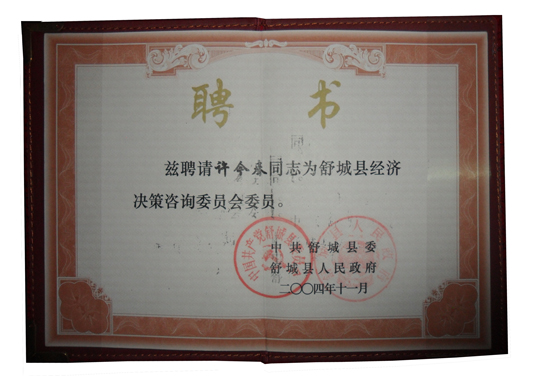 聘书
兹聘请许令春同志为舒城县经济
决策咨询委员会委员。
中共舒城县委
舒城县人民政府
二〇〇四年十一月